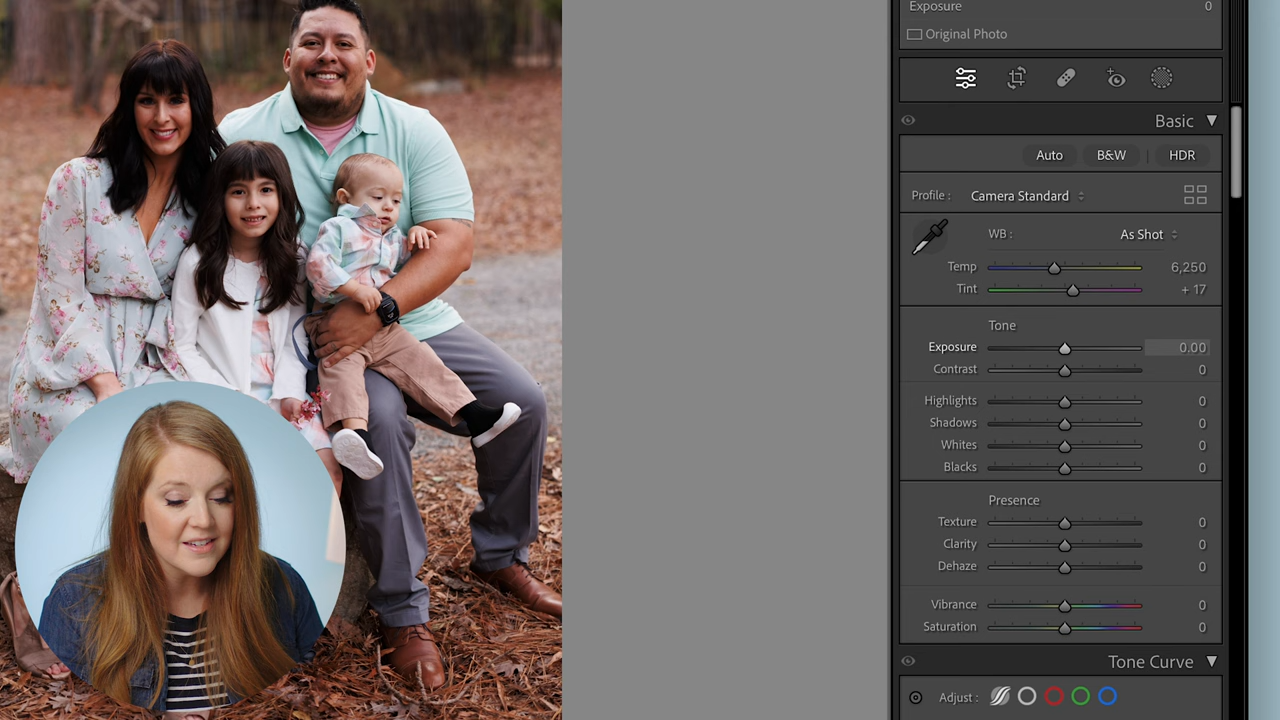 Exposure 0
Original Photo
Basic
Auto B&W HDR
Profile : Camera Standard
WB : As Shot
Temp 6,250
Tint + 17
Tone
Exposure 0.00
Contrast 0
Highlights 0
Shadows 0
Whites 0
Blacks 0
Presence
Texture 0
Clarity 0
Dehaze 0
Vibrance 0
Saturation 0
Tone Curve
Adjust :